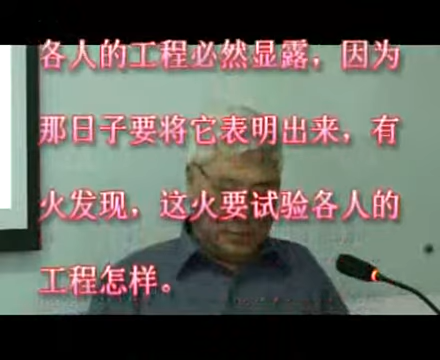 各人的工程必然显露，因为
那日子要将它表明出来，有
火发现，这火要试验各人的
工程怎样。